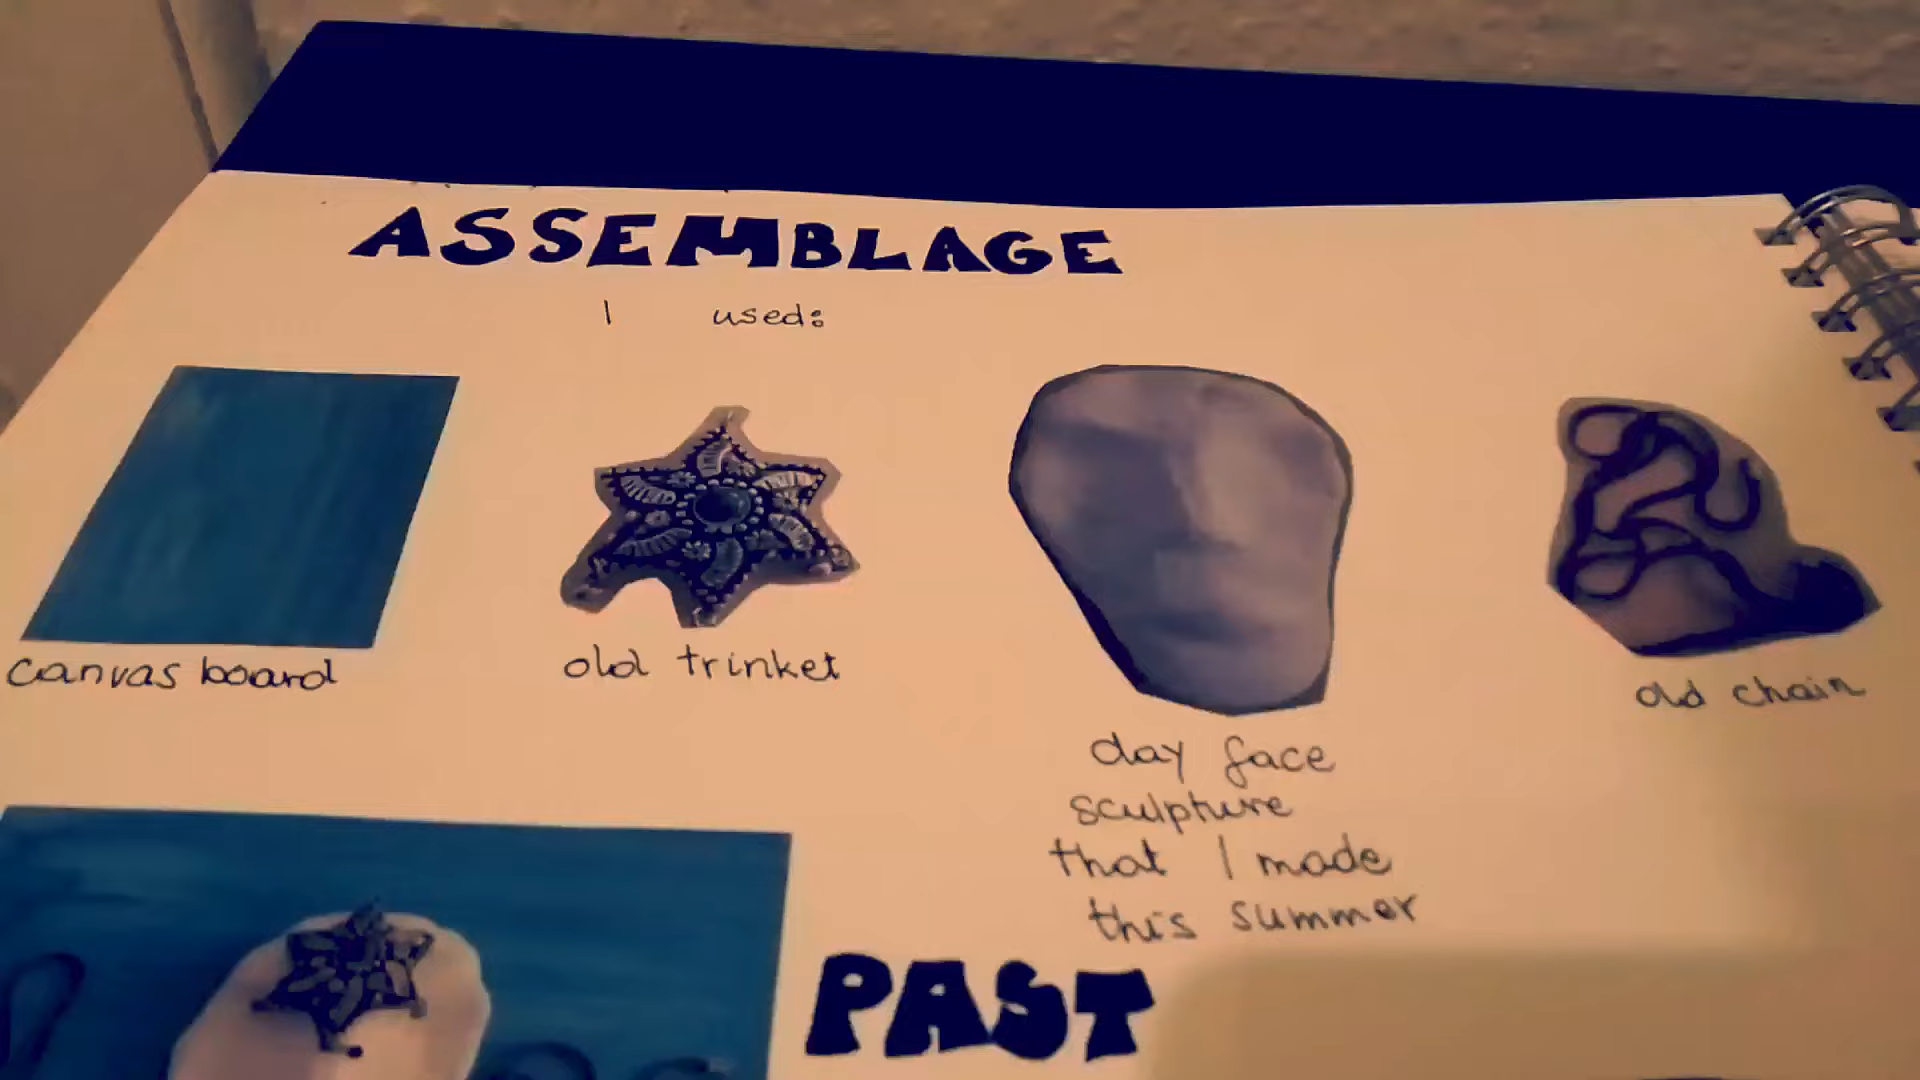 ASSEMBLAGE
I used:
canvas board
old trinket
old chain
clay face
sculpture
that I made
this summer
PAST